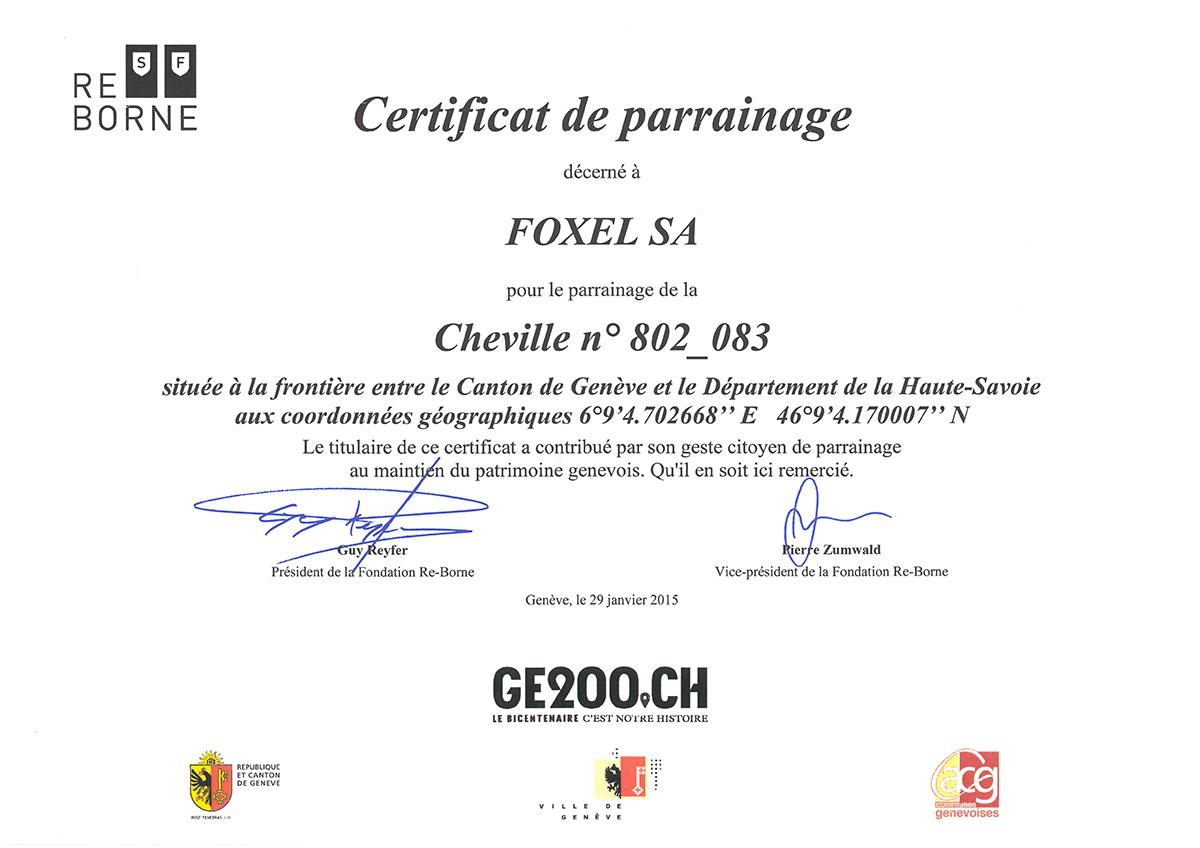 S F
RE
BORNE
Certificat de parrainage
décerné à
FOXEL SA
pour le parrainage de la
Cheville n° 802_083
située à la frontière entre le Canton de Genève et le Département de la Haute-Savoie
aux coordonnées géographiques 6°9’4.702668’’ E 46°9’4.170007’’ N
Le titulaire de ce certificat a contribué par son geste citoyen de parrainage
au maintien du patrimoine genevois. Qu'il en soit ici remercié.
Guy Reyfer
Président de la Fondation Re-Borne
Pierre Zumwald
Vice-président de la Fondation Re-Borne
Genève, le 29 janvier 2015
GE200.CH
LE BICENTENAIRE C'EST NOTRE HISTOIRE
REPUBLIQUE
ET CANTON
DE GENEVE
POST TENEBRAS LUX
VILLE DE
GENÈVE
acg
communes
genevoises